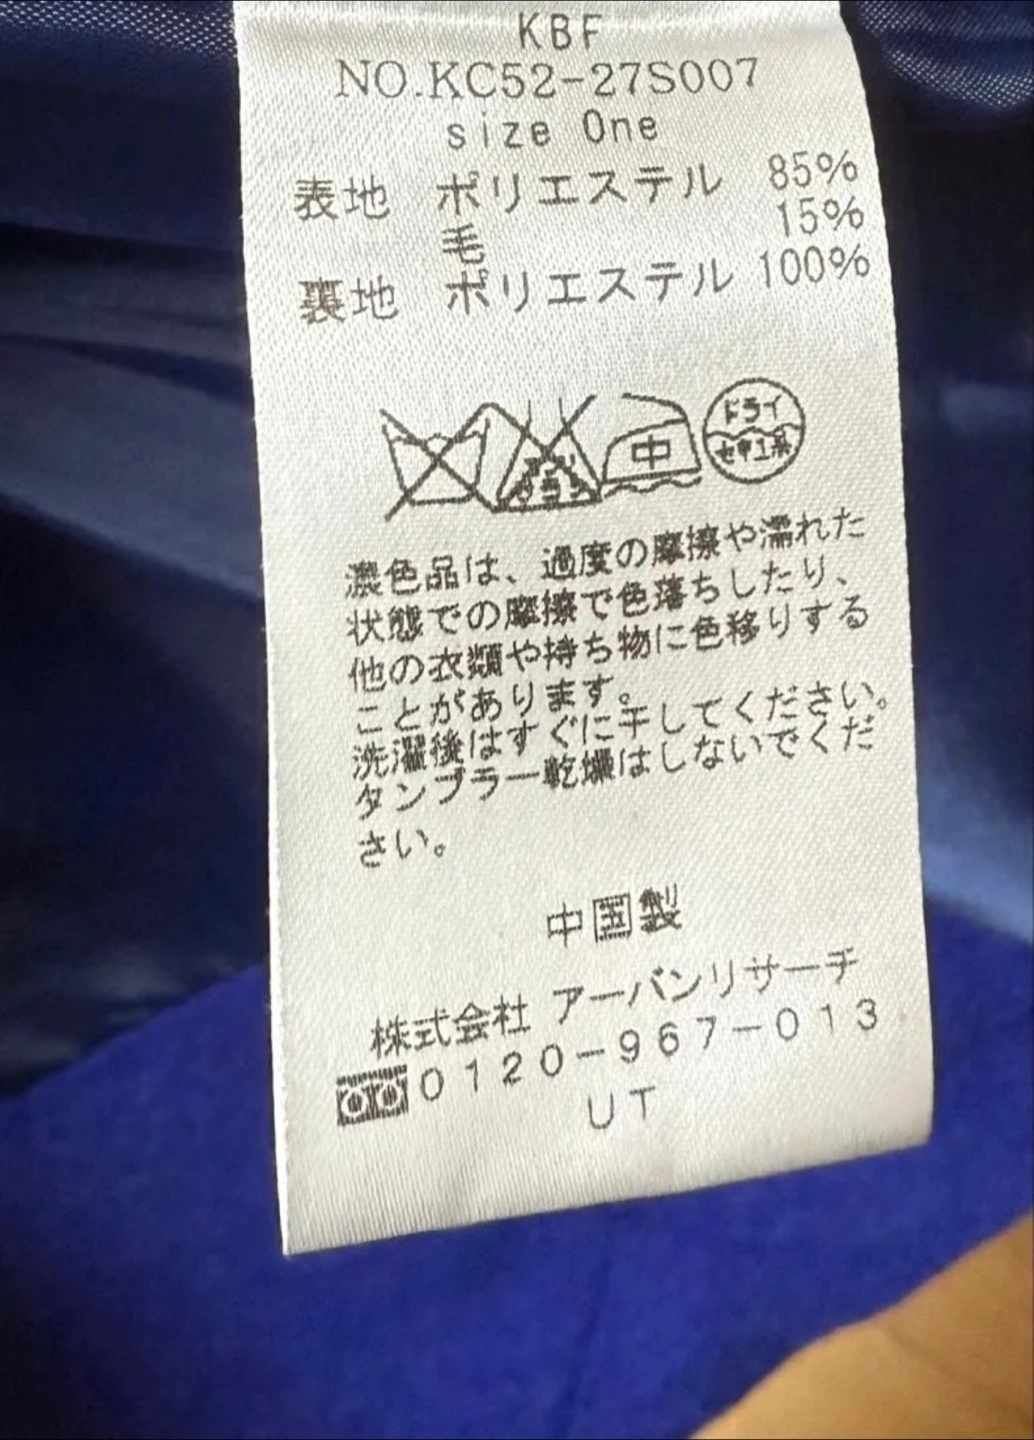 KBF
NO.KC52-27S007
size One
表地 ポリエステル 85%
毛 15%
裏地 ポリエステル 100%
中
ドライ
セキユ系
濃色品は、過度の摩擦や濡れた
状態での摩擦で色落ちしたり、
他の衣類や持ち物に色移りする
ことがあります。
洗濯後はすぐに干してください。
タンブラー乾燥はしないでくだ
さい。
中国製
株式会社 アーバンリサーチ
0120-967-013
UT